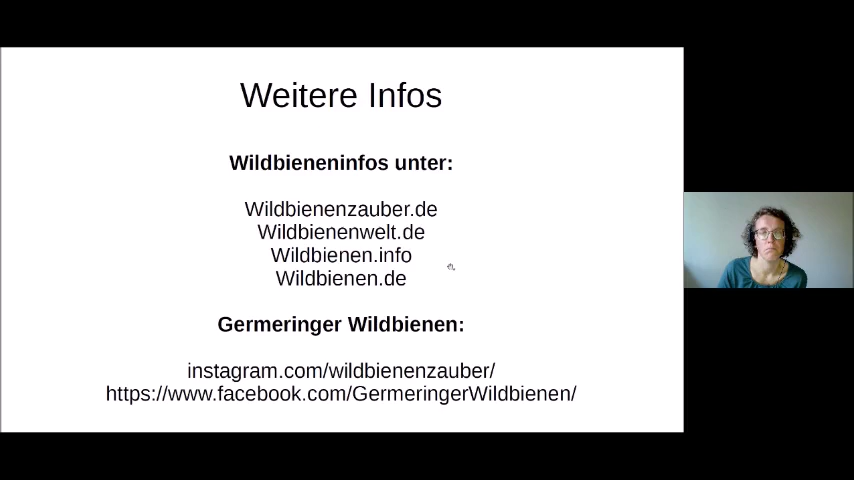 Weitere Infos
Wildbieneninfos unter:
Wildbienenzauber.de
Wildbienenwelt.de
Wildbienen.info
Wildbienen.de
Germeringer Wildbienen:
instagram.com/wildbienenzauber/
https://www.facebook.com/GermeringerWildbienen/